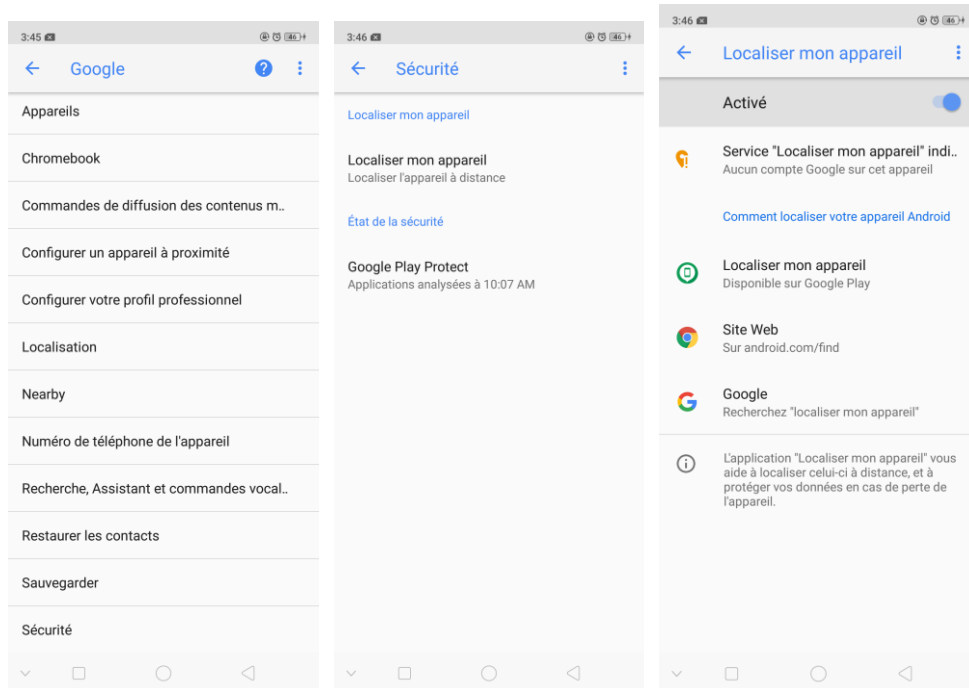 3:45
46
Google
Appareils
Chromebook
Commandes de diffusion des contenus m..
Configurer un appareil à proximité
Configurer votre profil professionnel
Localisation
Nearby
Numéro de téléphone de l'appareil
Recherche, Assistant et commandes vocal..
Restaurer les contacts
Sauvegarder
Sécurité
3:46
46
Sécurité
Localiser mon appareil
Localiser mon appareil
Localiser l'appareil à distance
État de la sécurité
Google Play Protect
Applications analysées à 10:07 AM
3:46
46
Localiser mon appareil
Activé
Service "Localiser mon appareil" indi..
Aucun compte Google sur cet appareil
Comment localiser votre appareil Android
Localiser mon appareil
Disponible sur Google Play
Site Web
Sur android.com/find
Google
Recherchez "localiser mon appareil"
L'application "Localiser mon appareil" vous
aide à localiser celui-ci à distance, et à
protéger vos données en cas de perte de
l'appareil.